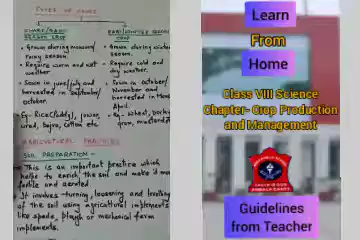 TYPES OF CROPS
SEASON CROP
RABI/WINTER SEASON CROP
- Grown during monsoon/
rainy season.
- Require warm and wet
weather
- Sown in June/July and
harvested in September/
October.
Eg- Rice (Paddy), jowar,
urad, bajra, cotton etc
- Grown during winter
season.
- Require cold and
dry weather.
- Sown in October/
November and
harvested in March/
April.
- Eg- Wheat,
gram, mustard
AGRICULTURAL PRACTICES
SOIL PREPARATION-
- This is an important practice which
helps to enrich the soil and make it more
fertile and aerated.
- It involves turning, loosening and levelling
of the soil using agricultural implements
like spade, plough or mechanical farm
implements.
Learn
From
Home
Class VIII Science
Chapter- Crop Production
and Management
Guidelines
from Teacher